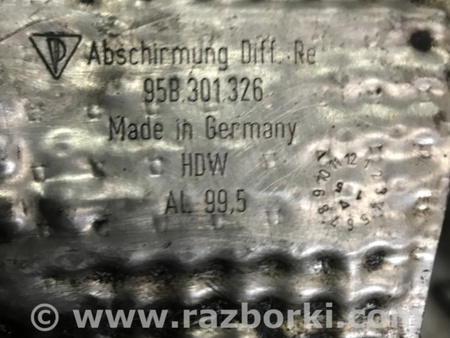 Abschirmung Diff. Re
95B.301.326
Made in Germany
HDW
AL 99,5
© www.razborki.com